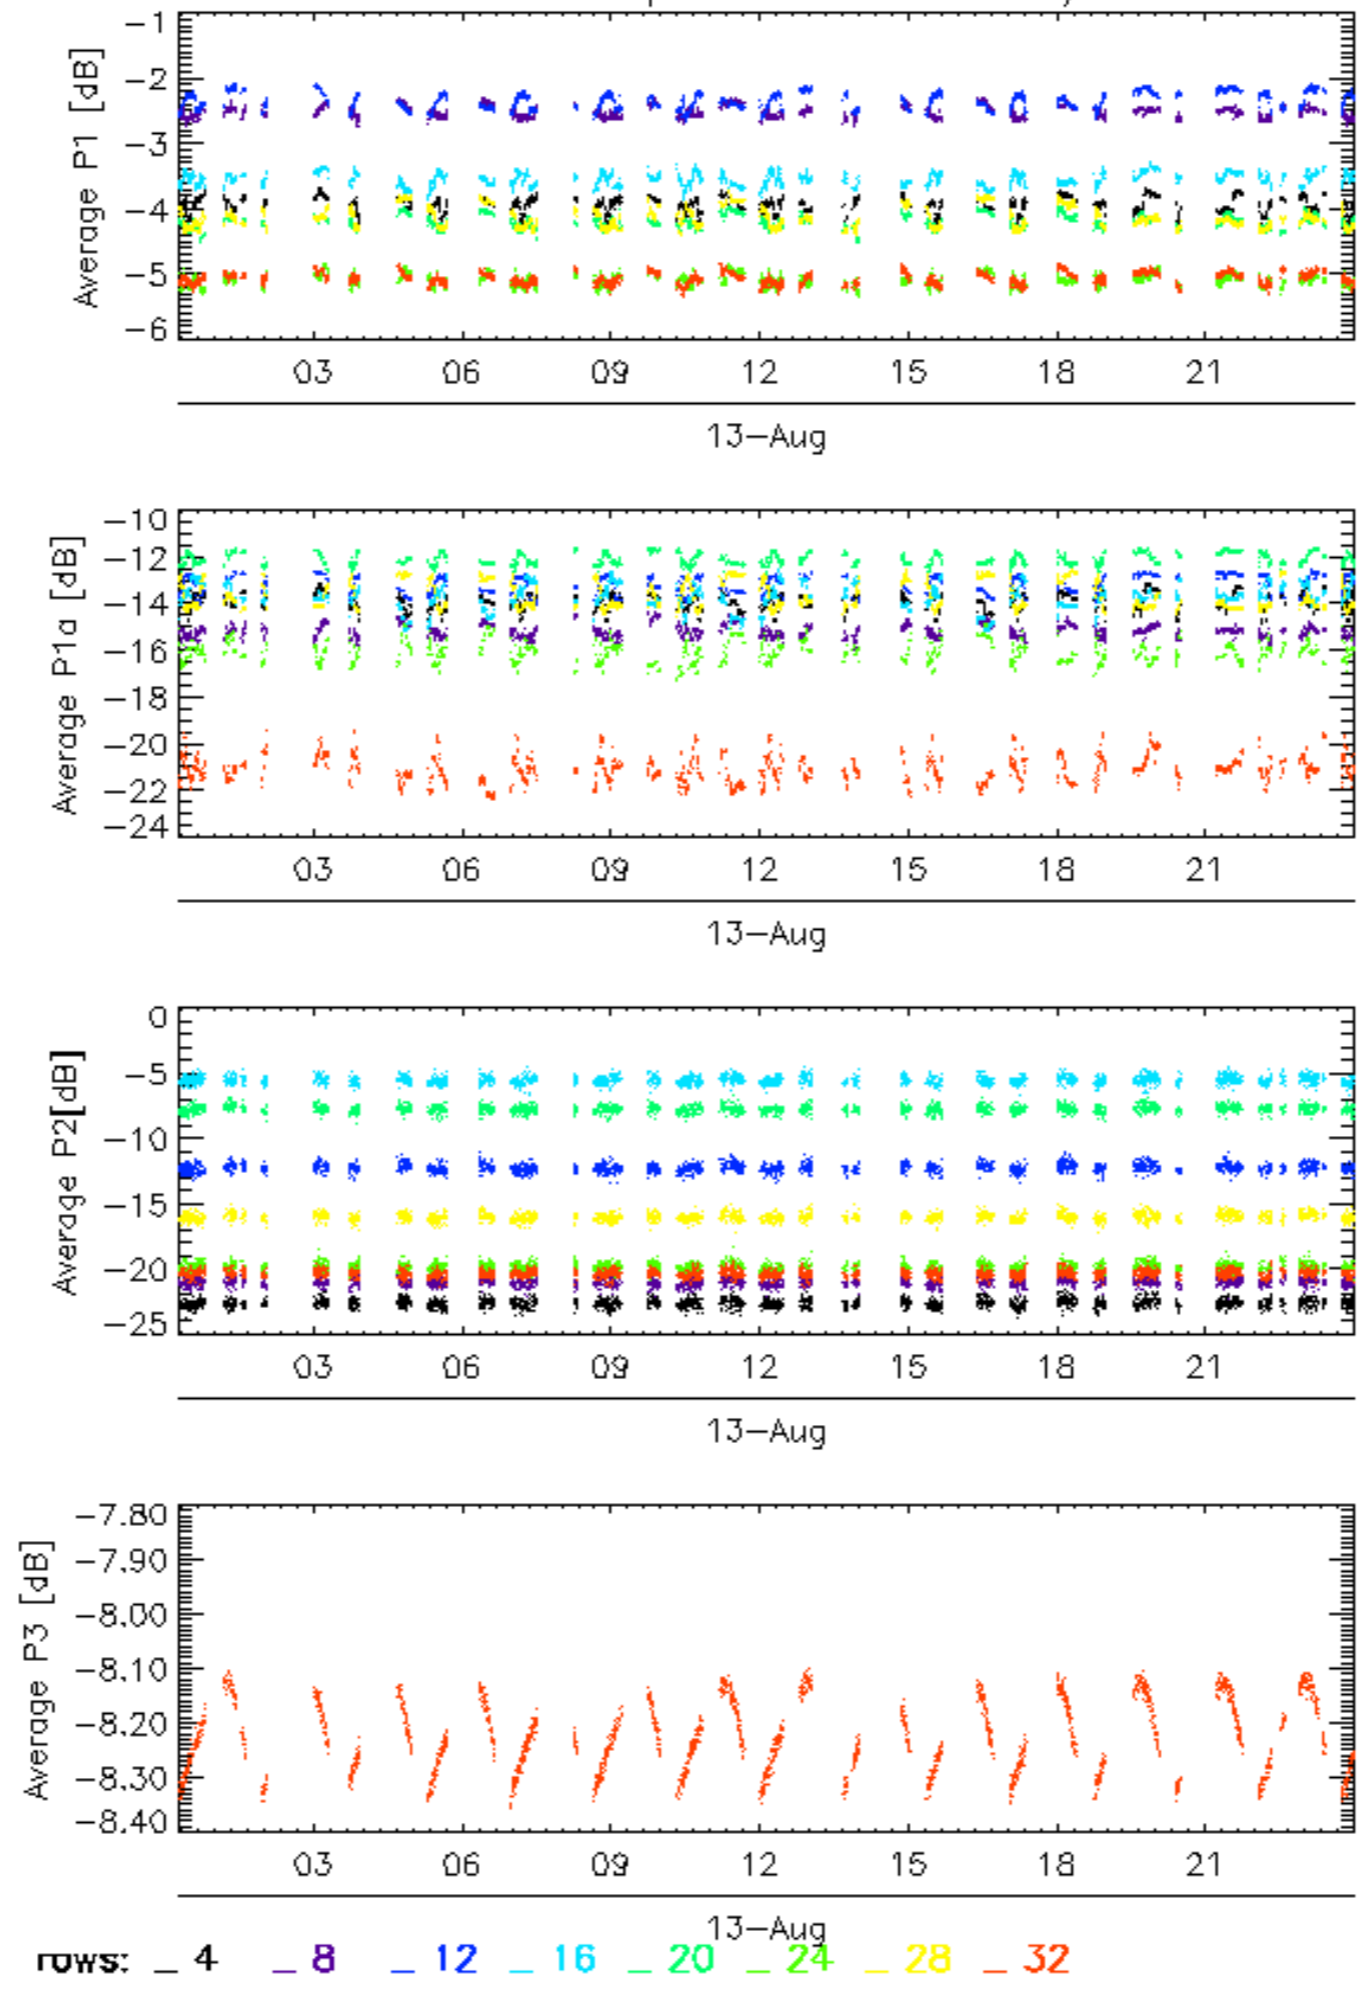 Average P1 [dB]
-1
-2
-3
-4
-5
-6
03 06 09 12 15 18 21
13-Aug
Average P1a [dB]
-10
-12
-14
-16
-18
-20
-22
-24
03 06 09 12 15 18 21
13-Aug
Average P2[dB]
0
-5
-10
-15
-20
-25
03 06 09 12 15 18 21
13-Aug
Average P3 [dB]
-7.80
-7.90
-8.00
-8.10
-8.20
-8.30
-8.40
03 06 09 12 15 18 21
13-Aug
rows: _ 4 _ 8 _ 12 _ 16 _ 20 _ 24 _ 28 _ 32